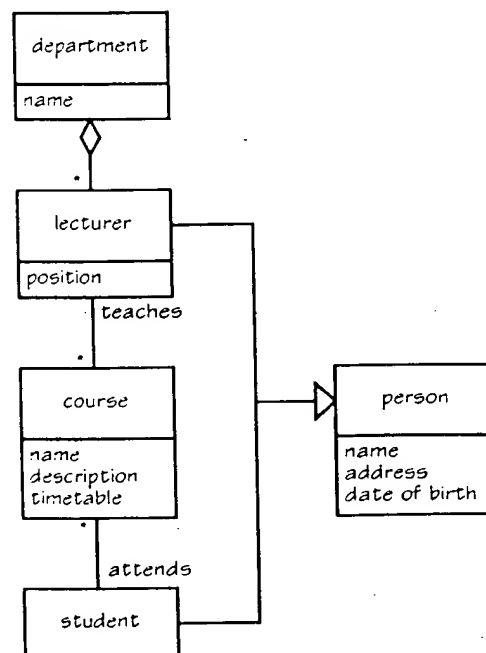 department
name
*
lecturer
position
teaches
*
course
name
description
timetable
*
attends
student
person
name
address
date of birth